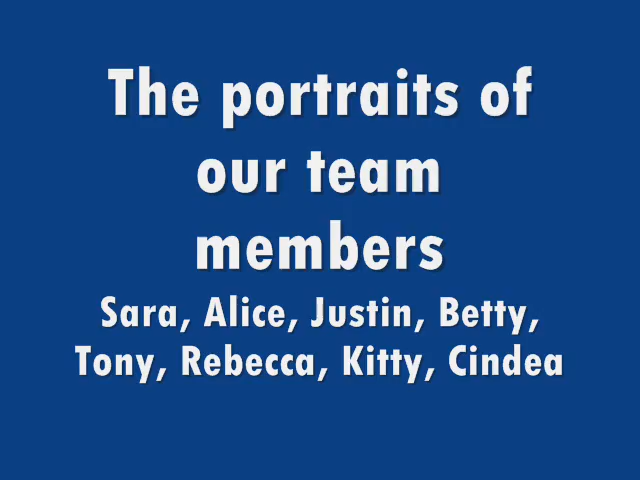 The portraits of
our team
members
Sara, Alice, Justin, Betty,
Tony, Rebecca, Kitty, Cindea